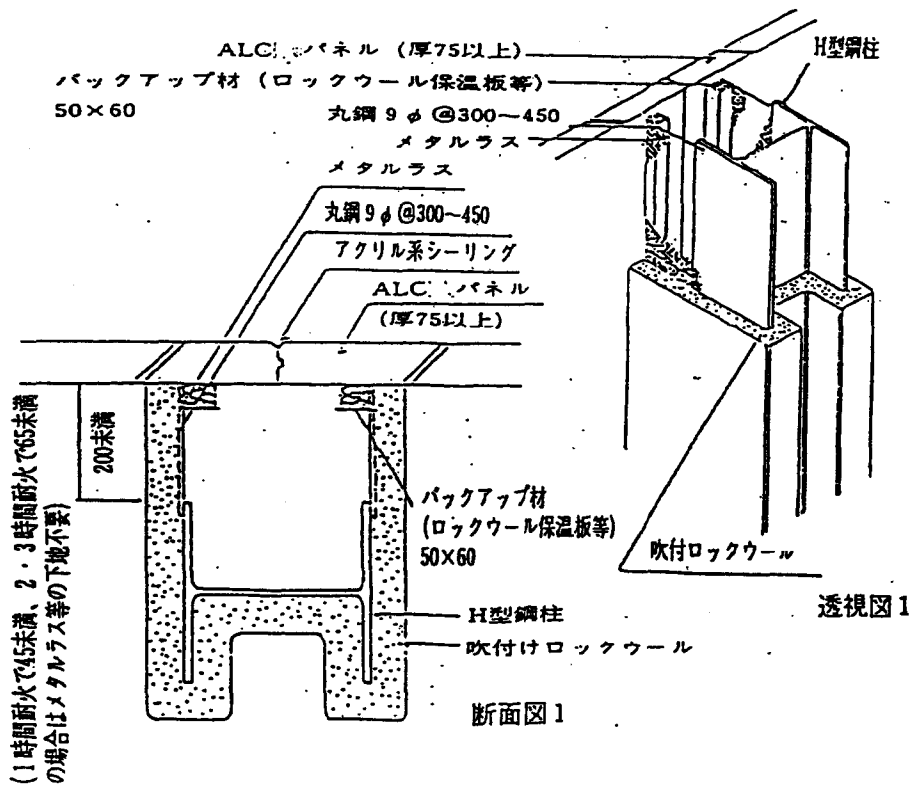 ALCパネル (厚75以上)
バックアップ材 (ロックウール保温板等)
50×60
丸鋼9φ@300〜450
メタルラス
H型鋼柱
メタルラス
丸鋼9φ@300〜450
アクリル系シーリング
ALCパネル
(厚75以上)
200未満
(1時間耐火で45未満、2・3時間耐火で65未満
の場合はメタルラス等の下地不要)
バックアップ材
(ロックウール保温板等)
50×60
H型鋼柱
吹付けロックウール
断面図1
吹付ロックウール
透視図1